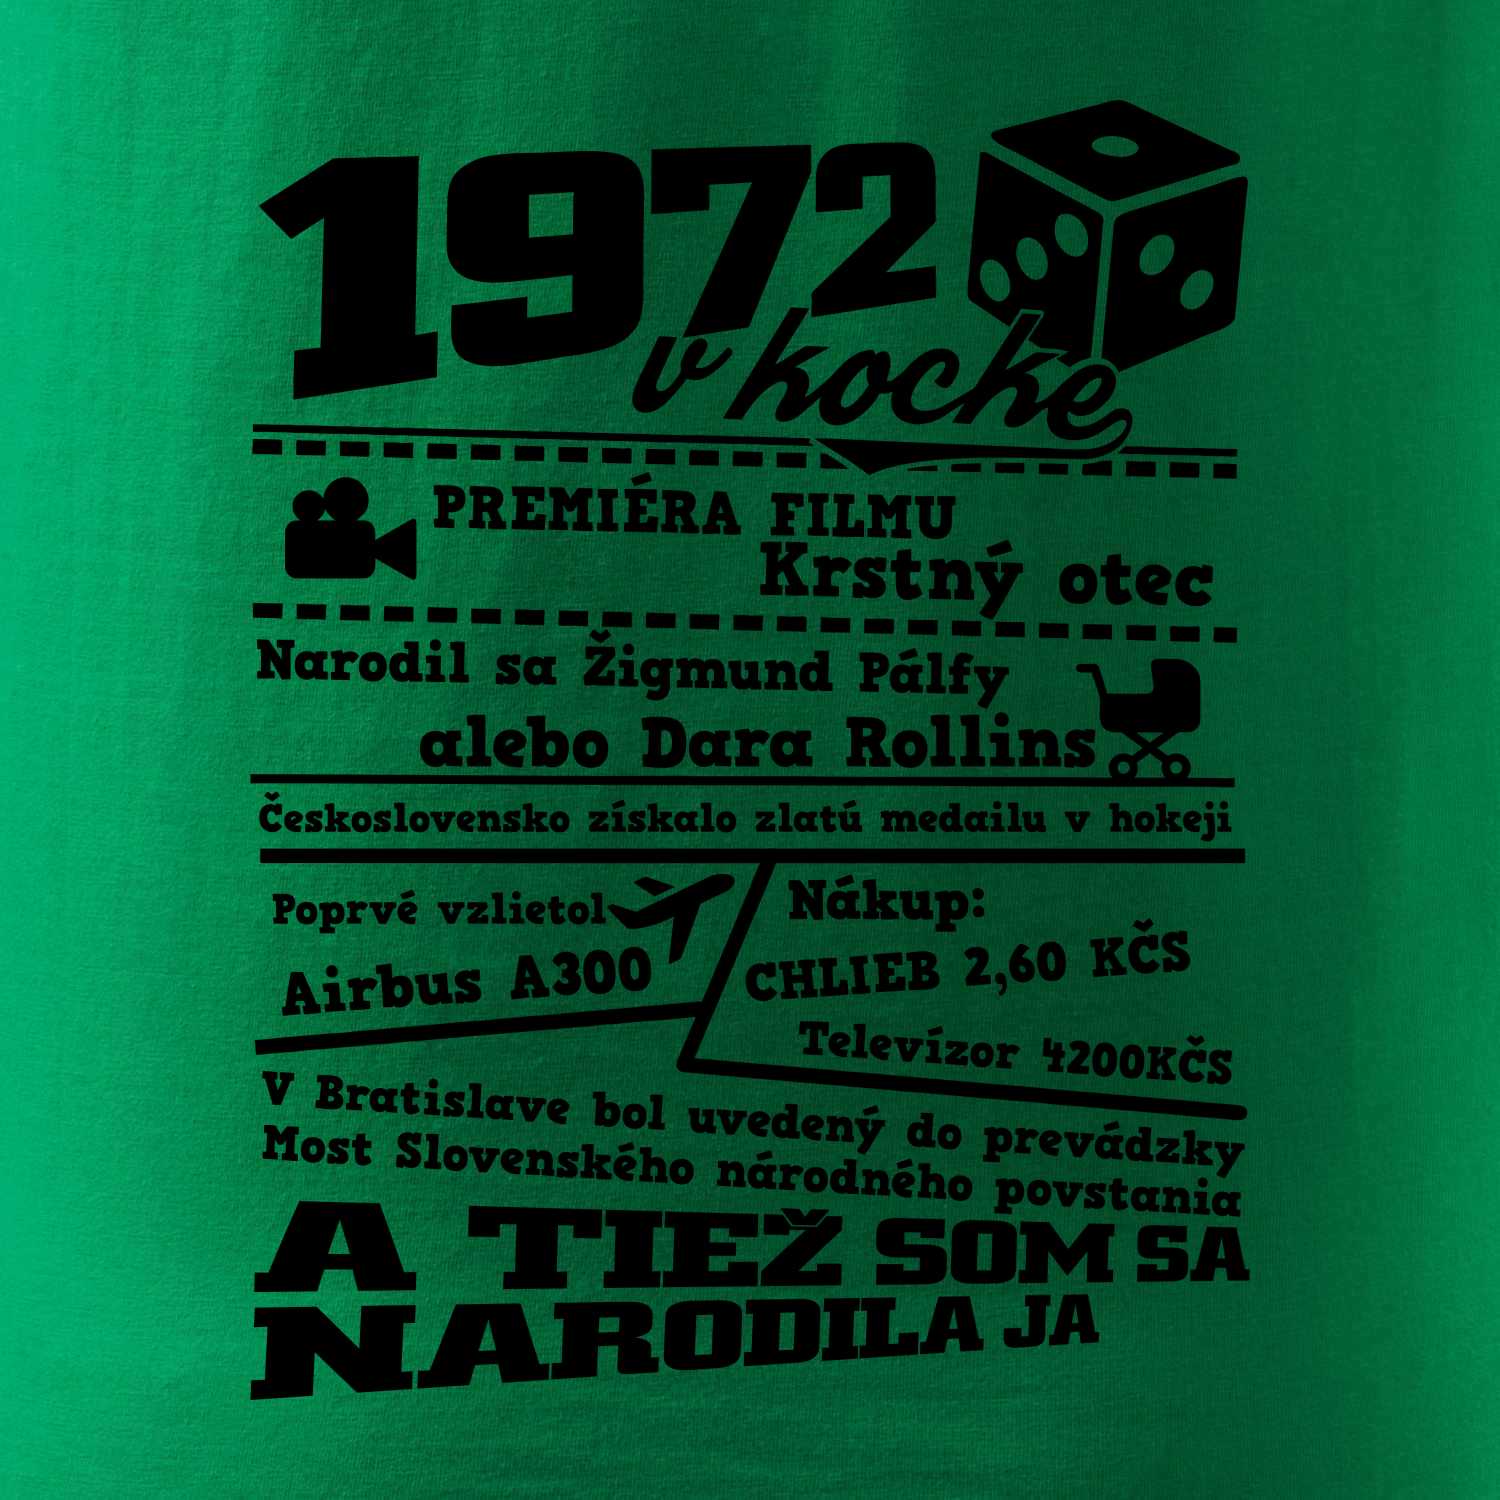 1972
v kocke
PREMIÉRA FILMU
Krstný otec
Narodil sa Žigmund Pálfy
alebo Dara Rollins
Československo získalo zlatú medailu v hokeji
Poprvé vzlietol
Airbus A300
Nákup:
CHLIEB 2,60 KČS
Televízor 4200KČS
V Bratislave bol uvedený do prevádzky
Most Slovenského národného povstania
A TIEŽ SOM SA
NARODILA JA